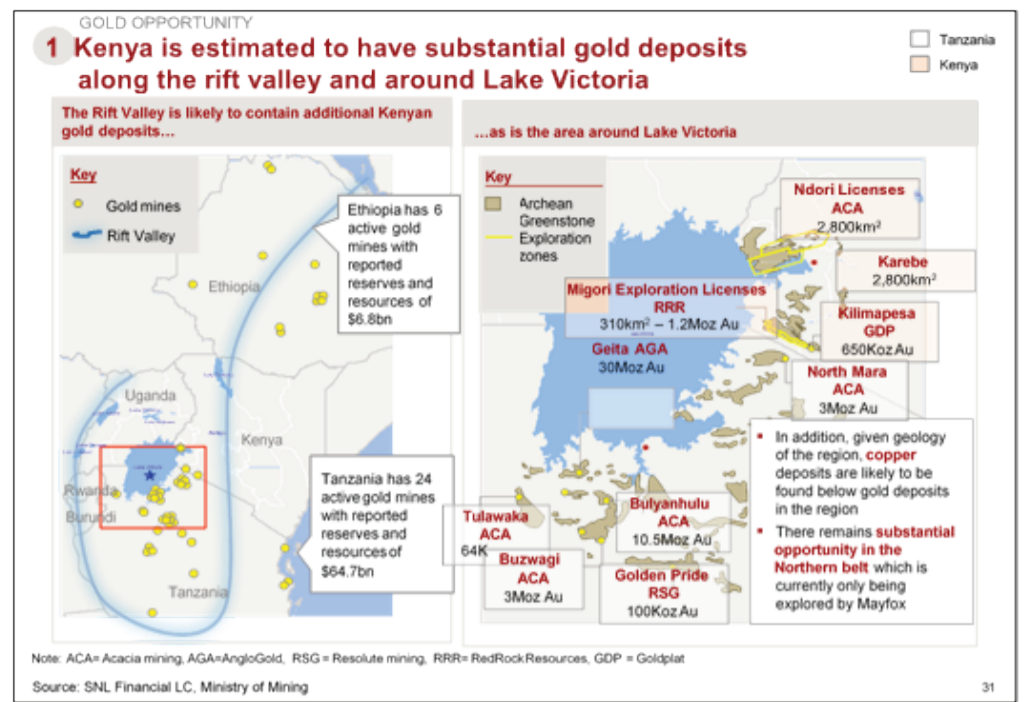 GOLD OPPORTUNITY
1 Kenya is estimated to have substantial gold deposits
along the rift valley and around Lake Victoria
Tanzania
Kenya
The Rift Valley is likely to contain additional Kenyan
gold deposits…
Key
Gold mines
Rift Valley
Ethiopia has 6
active gold
mines with
reported
reserves and
resources of
$6.8bn
Ethiopia
Uganda
Kenya
Rwanda
Burundi
Tanzania
Tanzania has 24
active gold mines
with reported
reserves and
resources of
$64.7bn
…as is the area around Lake Victoria
Key
Archean
Greenstone
Exploration
zones
Ndori Licenses
ACA
2,800km²
Karebe
2,800km²
Migori Exploration Licenses
RRR
310km² – 1.2Moz Au
Kilimapesa
GDP
650Koz Au
Geita AGA
30Moz Au
North Mara
ACA
3Moz Au
▪ In addition, given geology
of the region, copper
deposits are likely to be
found below gold deposits
in the region
▪ There remains substantial
opportunity in the
Northern belt which is
currently only being
explored by Mayfox
Tulawaka
ACA
64K
Bulyanhulu
ACA
10.5Moz Au
Buzwagi
ACA
3Moz Au
Golden Pride
RSG
100Koz Au
Note: ACA= Acacia mining, AGA=AngloGold, RSG = Resolute mining, RRR= RedRockResources, GDP = Goldplat
Source: SNL Financial LC, Ministry of Mining
31